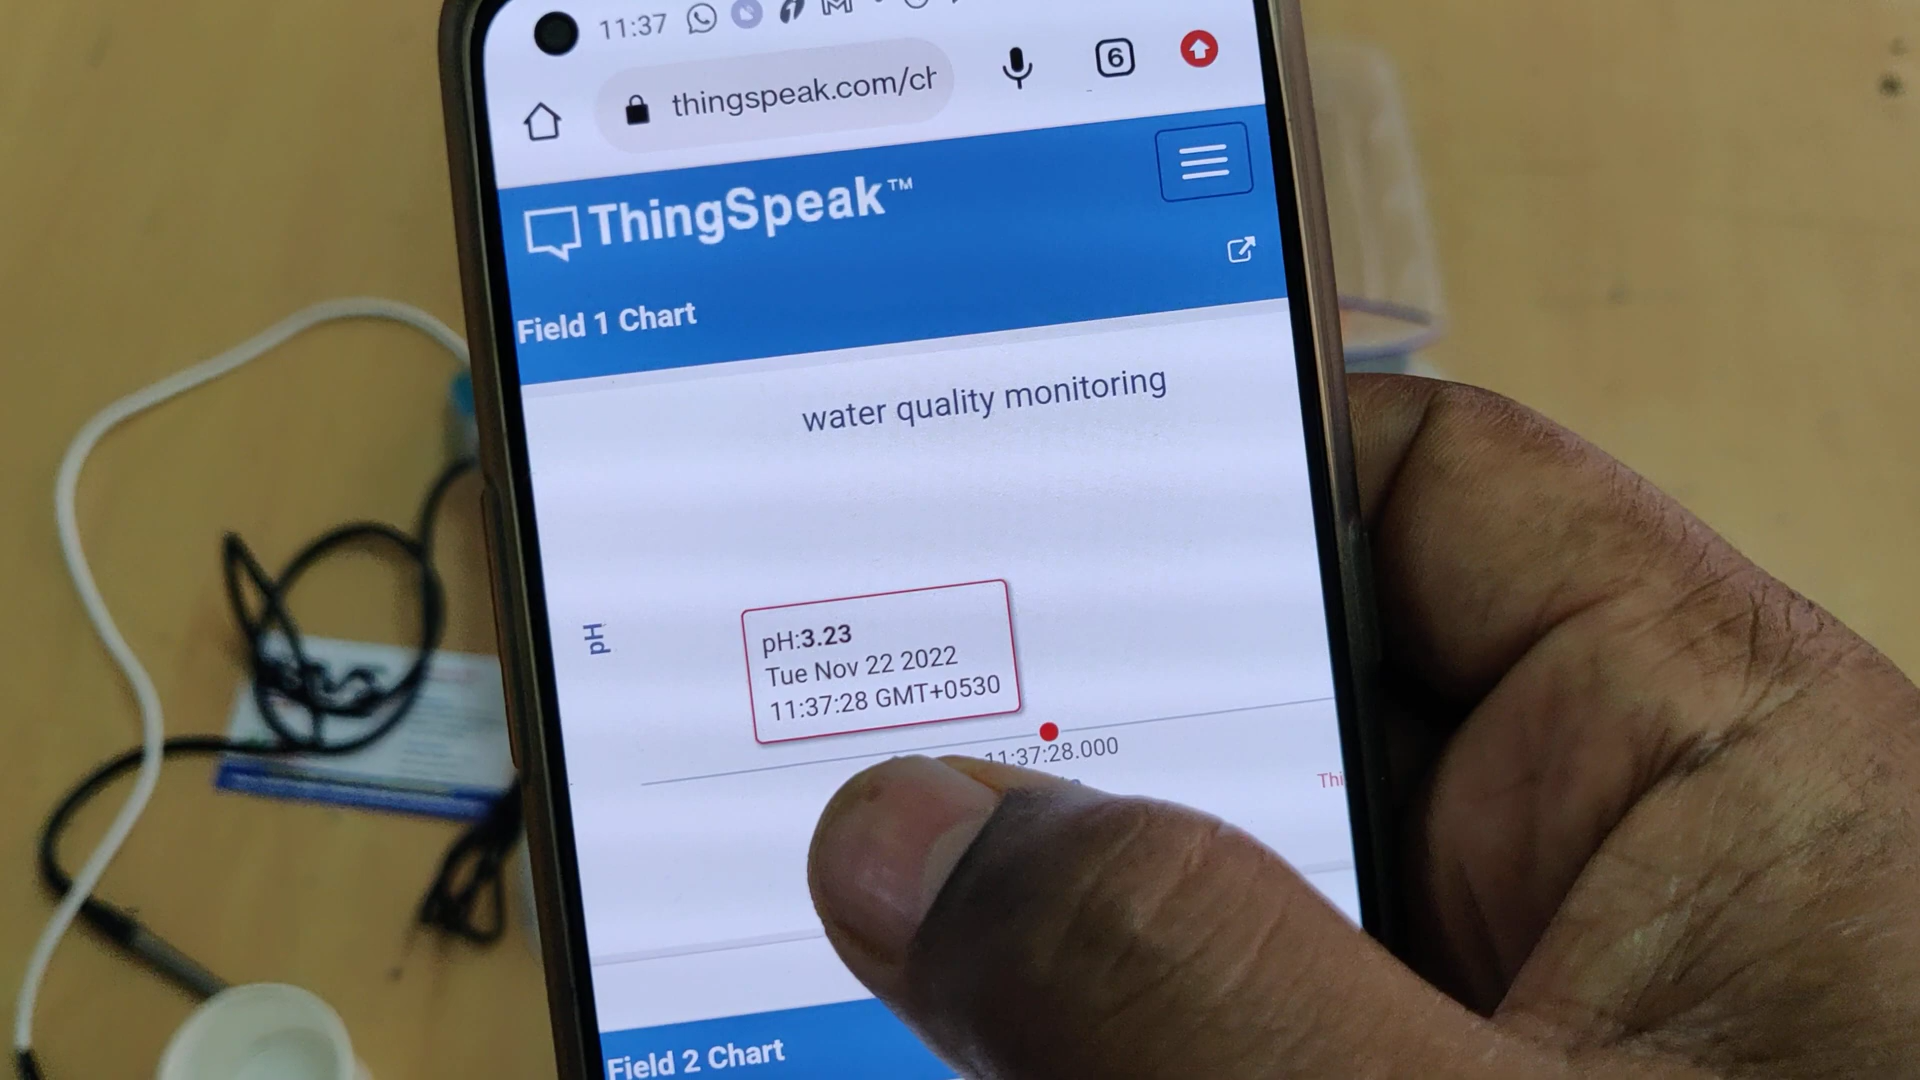 11:37
thingspeak.com/ch
6
ThingSpeak™
Field 1 Chart
water quality monitoring
pH
pH:3.23
Tue Nov 22 2022
11:37:28 GMT+0530
11:37:28.000
Thi
Field 2 Chart